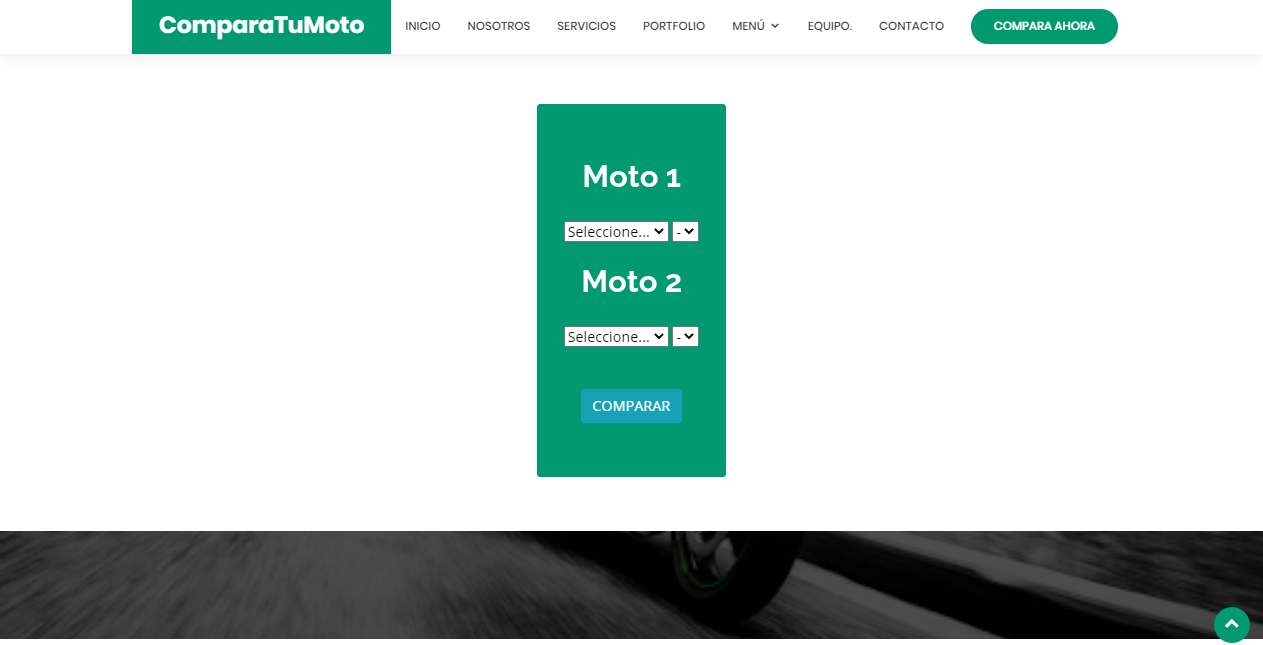 ComparaTuMoto
INICIO NOSOTROS SERVICIOS PORTFOLIO MENÚ EQUIPO. CONTACTO COMPARA AHORA
Moto 1
Seleccione... -
Moto 2
Seleccione... -
COMPARAR